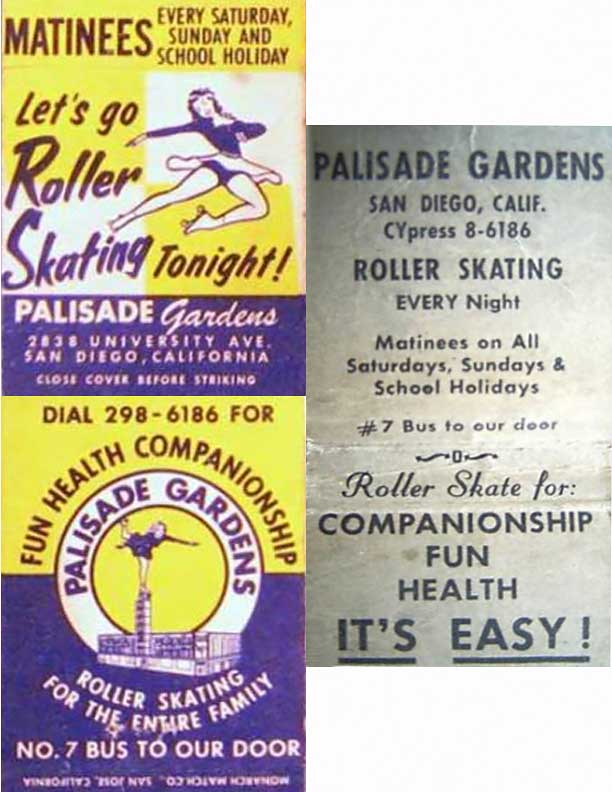 MATINEES EVERY SATURDAY,
SUNDAY AND
SCHOOL HOLIDAY
Let's go
Roller
Skating Tonight!
PALISADE Gardens
2838 UNIVERSITY AVE.
SAN DIEGO, CALIFORNIA
CLOSE COVER BEFORE STRIKING
DIAL 298-6186 FOR
FUN HEALTH COMPANIONSHIP
PALISADE GARDENS
ROLLER SKATING
FOR THE ENTIRE FAMILY
NO. 7 BUS TO OUR DOOR
MONARCH MATCH CO., SAN JOSE, CALIFORNIA
PALISADE GARDENS
SAN DIEGO, CALIF.
CYpress 8-6186
ROLLER SKATING
EVERY Night
Matinees on All
Saturdays, Sundays &
School Holidays
#7 Bus to our door
Roller Skate for:
COMPANIONSHIP
FUN
HEALTH
IT'S EASY!